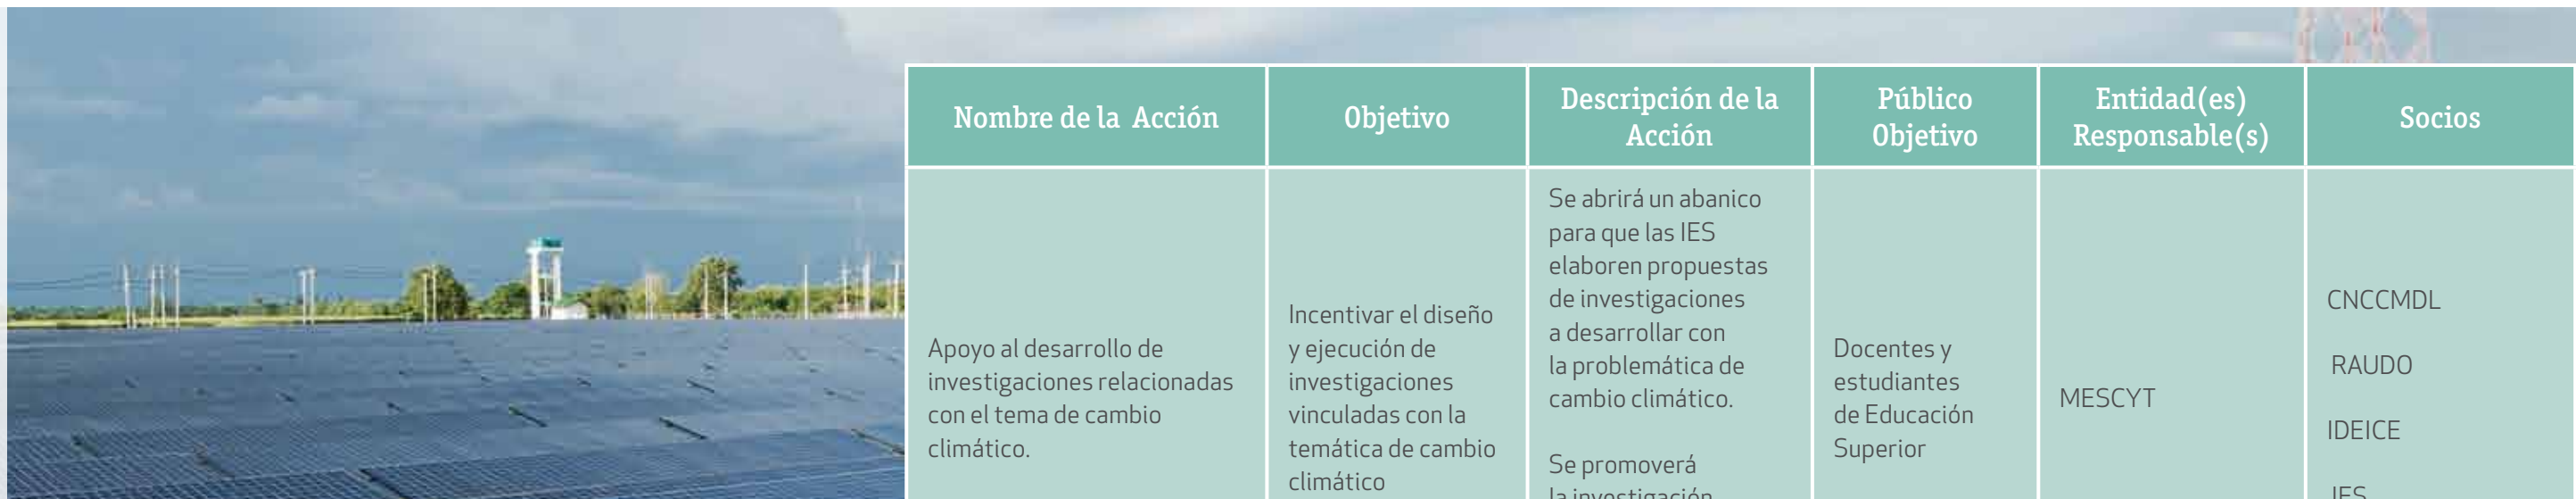 Nombre de la Acción
Objetivo
Descripción de la
Acción
Público
Objetivo
Entidad(es)
Responsable(s)
Socios
Apoyo al desarrollo de
investigaciones relacionadas
con el tema de cambio
climático.
Incentivar el diseño
y ejecución de
investigaciones
vinculadas con la
temática de cambio
climático
Se abrirá un abanico
para que las IES
elaboren propuestas
de investigaciones
a desarrollar con
la problemática de
cambio climático.
Se promoverá
la investigación
Docentes y
estudiantes
de Educación
Superior
MESCYT
CNCCMDL
RAUDO
IDEICE
IES